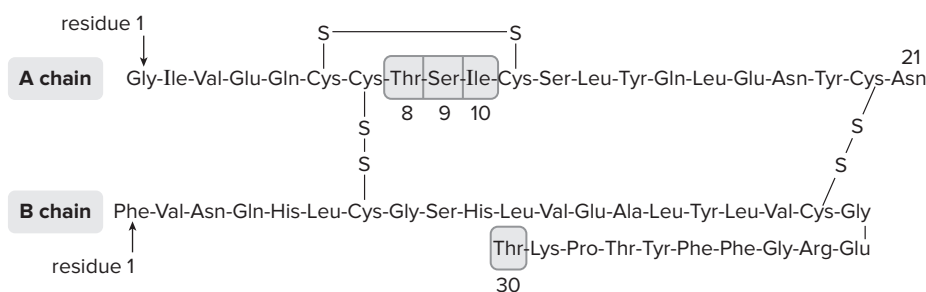 residue 1
S S
21
A chain Gly-Ile-Val-Glu-Gln-Cys-Cys-Thr-Ser-Ile-Cys-Ser-Leu-Tyr-Gln-Leu-Glu-Asn-Tyr-Cys-Asn
8 9 10
S S
S S
B chain Phe-Val-Asn-Gln-His-Leu-Cys-Gly-Ser-His-Leu-Val-Glu-Ala-Leu-Tyr-Leu-Val-Cys-Gly
Thr-Lys-Pro-Thr-Tyr-Phe-Phe-Gly-Arg-Glu
residue 1
30